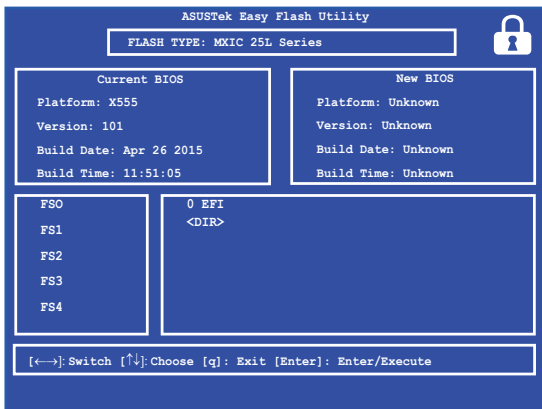 ASUSTek Easy Flash Utility
FLASH TYPE: MXIC 25L Series
Current BIOS
Platform: X555
Version: 101
Build Date: Apr 26 2015
Build Time: 11:51:05
New BIOS
Platform: Unknown
Version: Unknown
Build Date: Unknown
Build Time: Unknown
FSO
FS1
FS2
FS3
FS4
0 EFI
<DIR>
[←→]: Switch [↑↓]: Choose [q]: Exit [Enter]: Enter/Execute